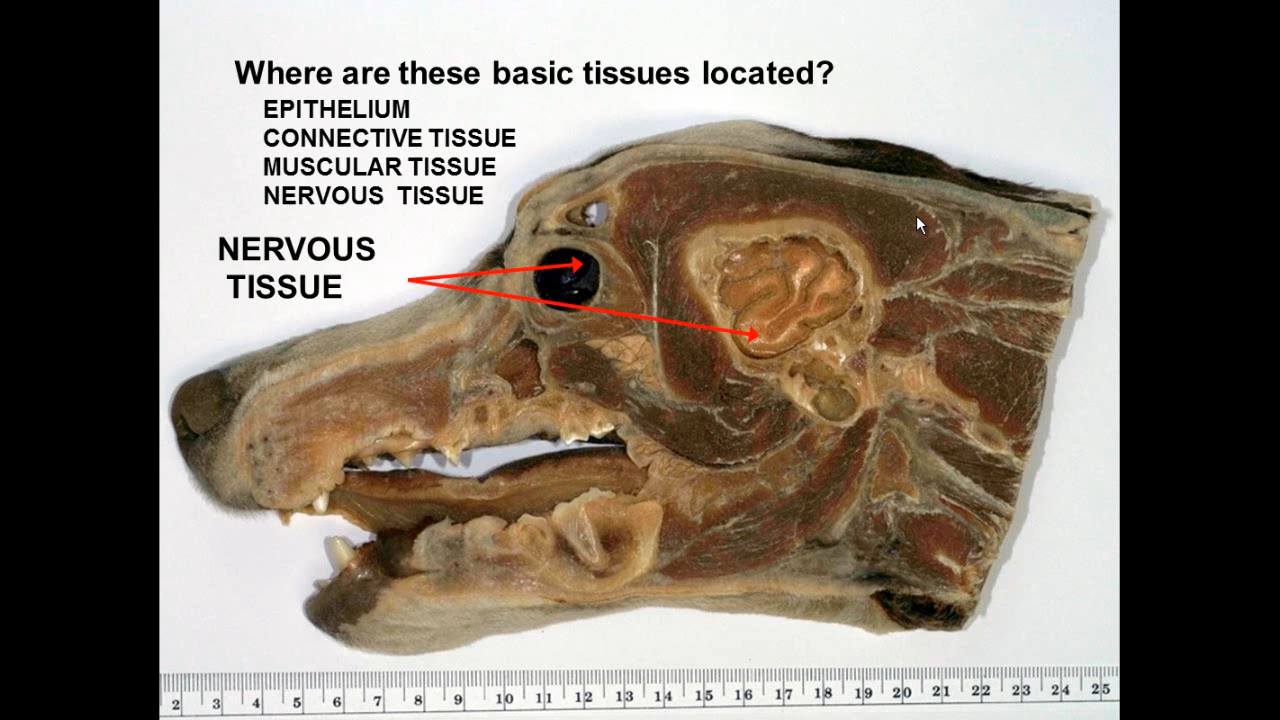 Where are these basic tissues located?
EPITHELIUM
CONNECTIVE TISSUE
MUSCULAR TISSUE
NERVOUS TISSUE
NERVOUS
TISSUE
2 3 4 5 6 7 8 9 10 11 12 13 14 15 16 17 18 19 20 21 22 23 24 25